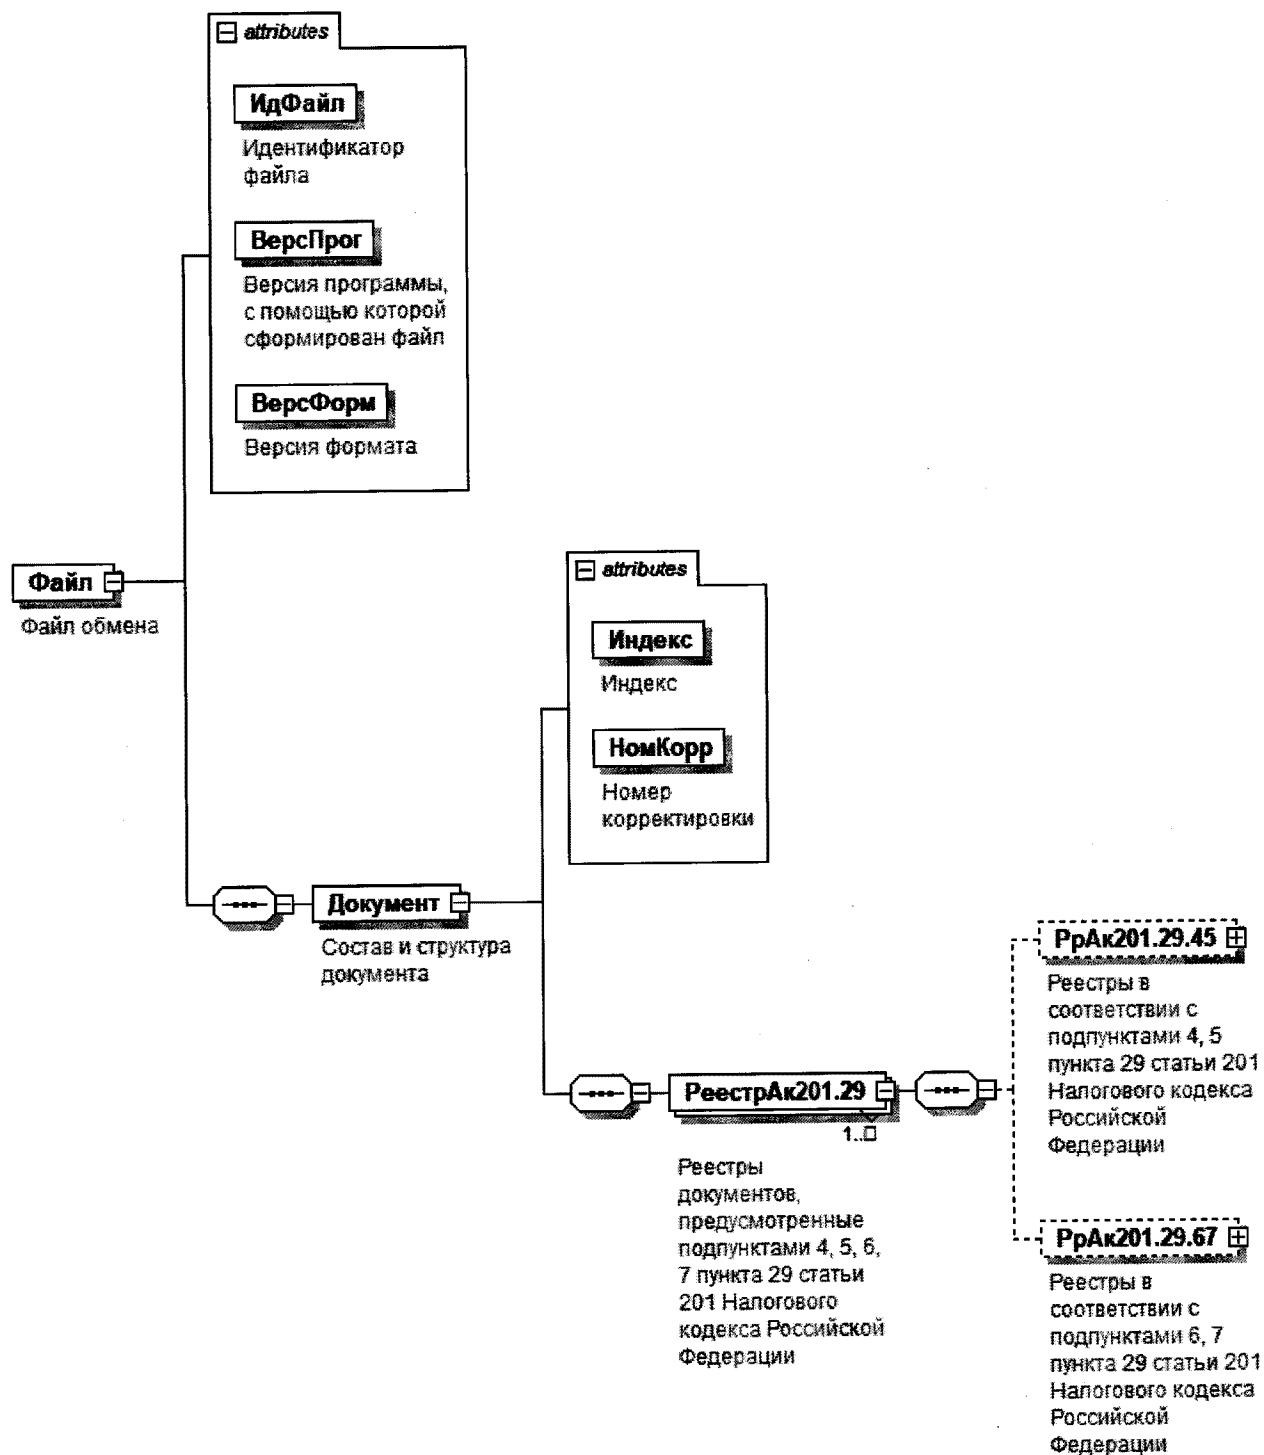 attributes
ИдФайл
Идентификатор
файла
ВерсПрог
Версия программы,
с помощью которой
сформирован файл
ВерсФорм
Версия формата
Файл
Файл обмена
attributes
Индекс
Индекс
НомКорр
Номер
корректировки
Документ
Состав и структура
документа
РеестрАк201.29
1..
Реестры
документов,
предусмотренные
подпунктами 4, 5, 6,
7 пункта 29 статьи
201 Налогового
кодекса Российской
Федерации
РрАк201.29.45
Реестры в
соответствии с
подпунктами 4, 5
пункта 29 статьи 201
Налогового кодекса
Российской
Федерации
РрАк201.29.67
Реестры в
соответствии с
подпунктами 6, 7
пункта 29 статьи 201
Налогового кодекса
Российской
Федерации